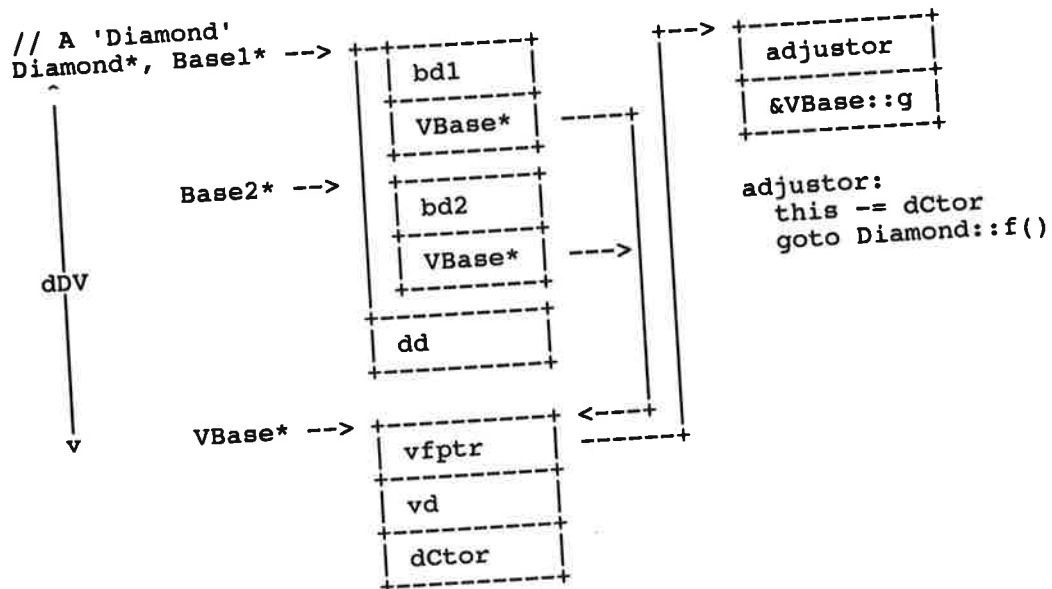 // A 'Diamond'
Diamond*, Base1* -->
bd1
VBase*
Base2* -->
bd2
VBase*
dDV
dd
VBase* -->
vfptr
vd
dCtor
adjustor
&VBase::g
adjustor:
this -= dCtor
goto Diamond::f()